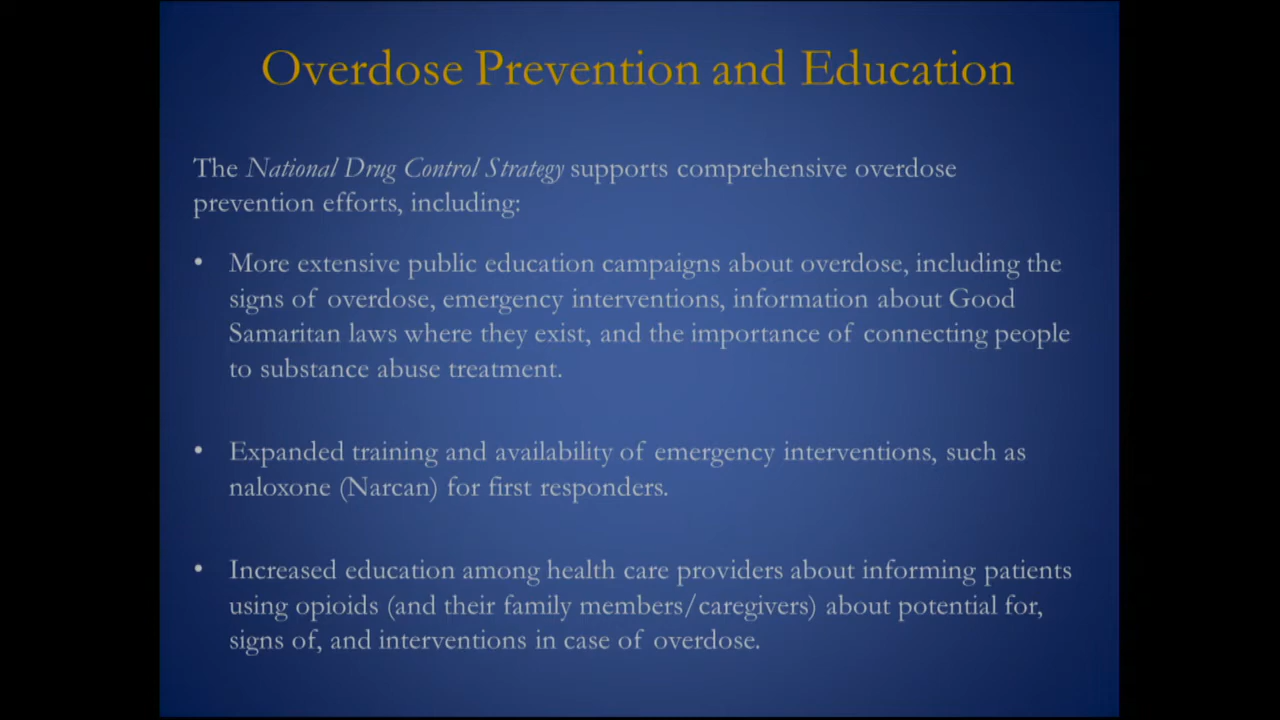 Overdose Prevention and Education
The National Drug Control Strategy supports comprehensive overdose
prevention efforts, including:
• More extensive public education campaigns about overdose, including the
signs of overdose, emergency interventions, information about Good
Samaritan laws where they exist, and the importance of connecting people
to substance abuse treatment.
• Expanded training and availability of emergency interventions, such as
naloxone (Narcan) for first responders.
• Increased education among health care providers about informing patients
using opioids (and their family members/caregivers) about potential for,
signs of, and interventions in case of overdose.